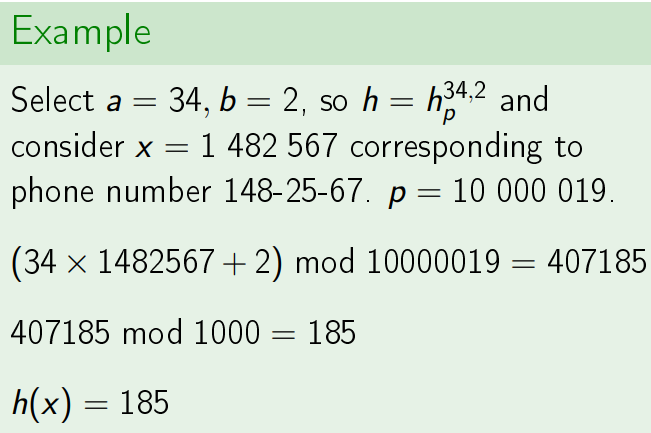 Example
Select a = 34, b = 2, so h = h_p^{34,2} and
consider x = 1 482 567 corresponding to
phone number 148-25-67. p = 10 000 019.
(34 × 1482567 + 2) mod 10000019 = 407185
407185 mod 1000 = 185
h(x) = 185